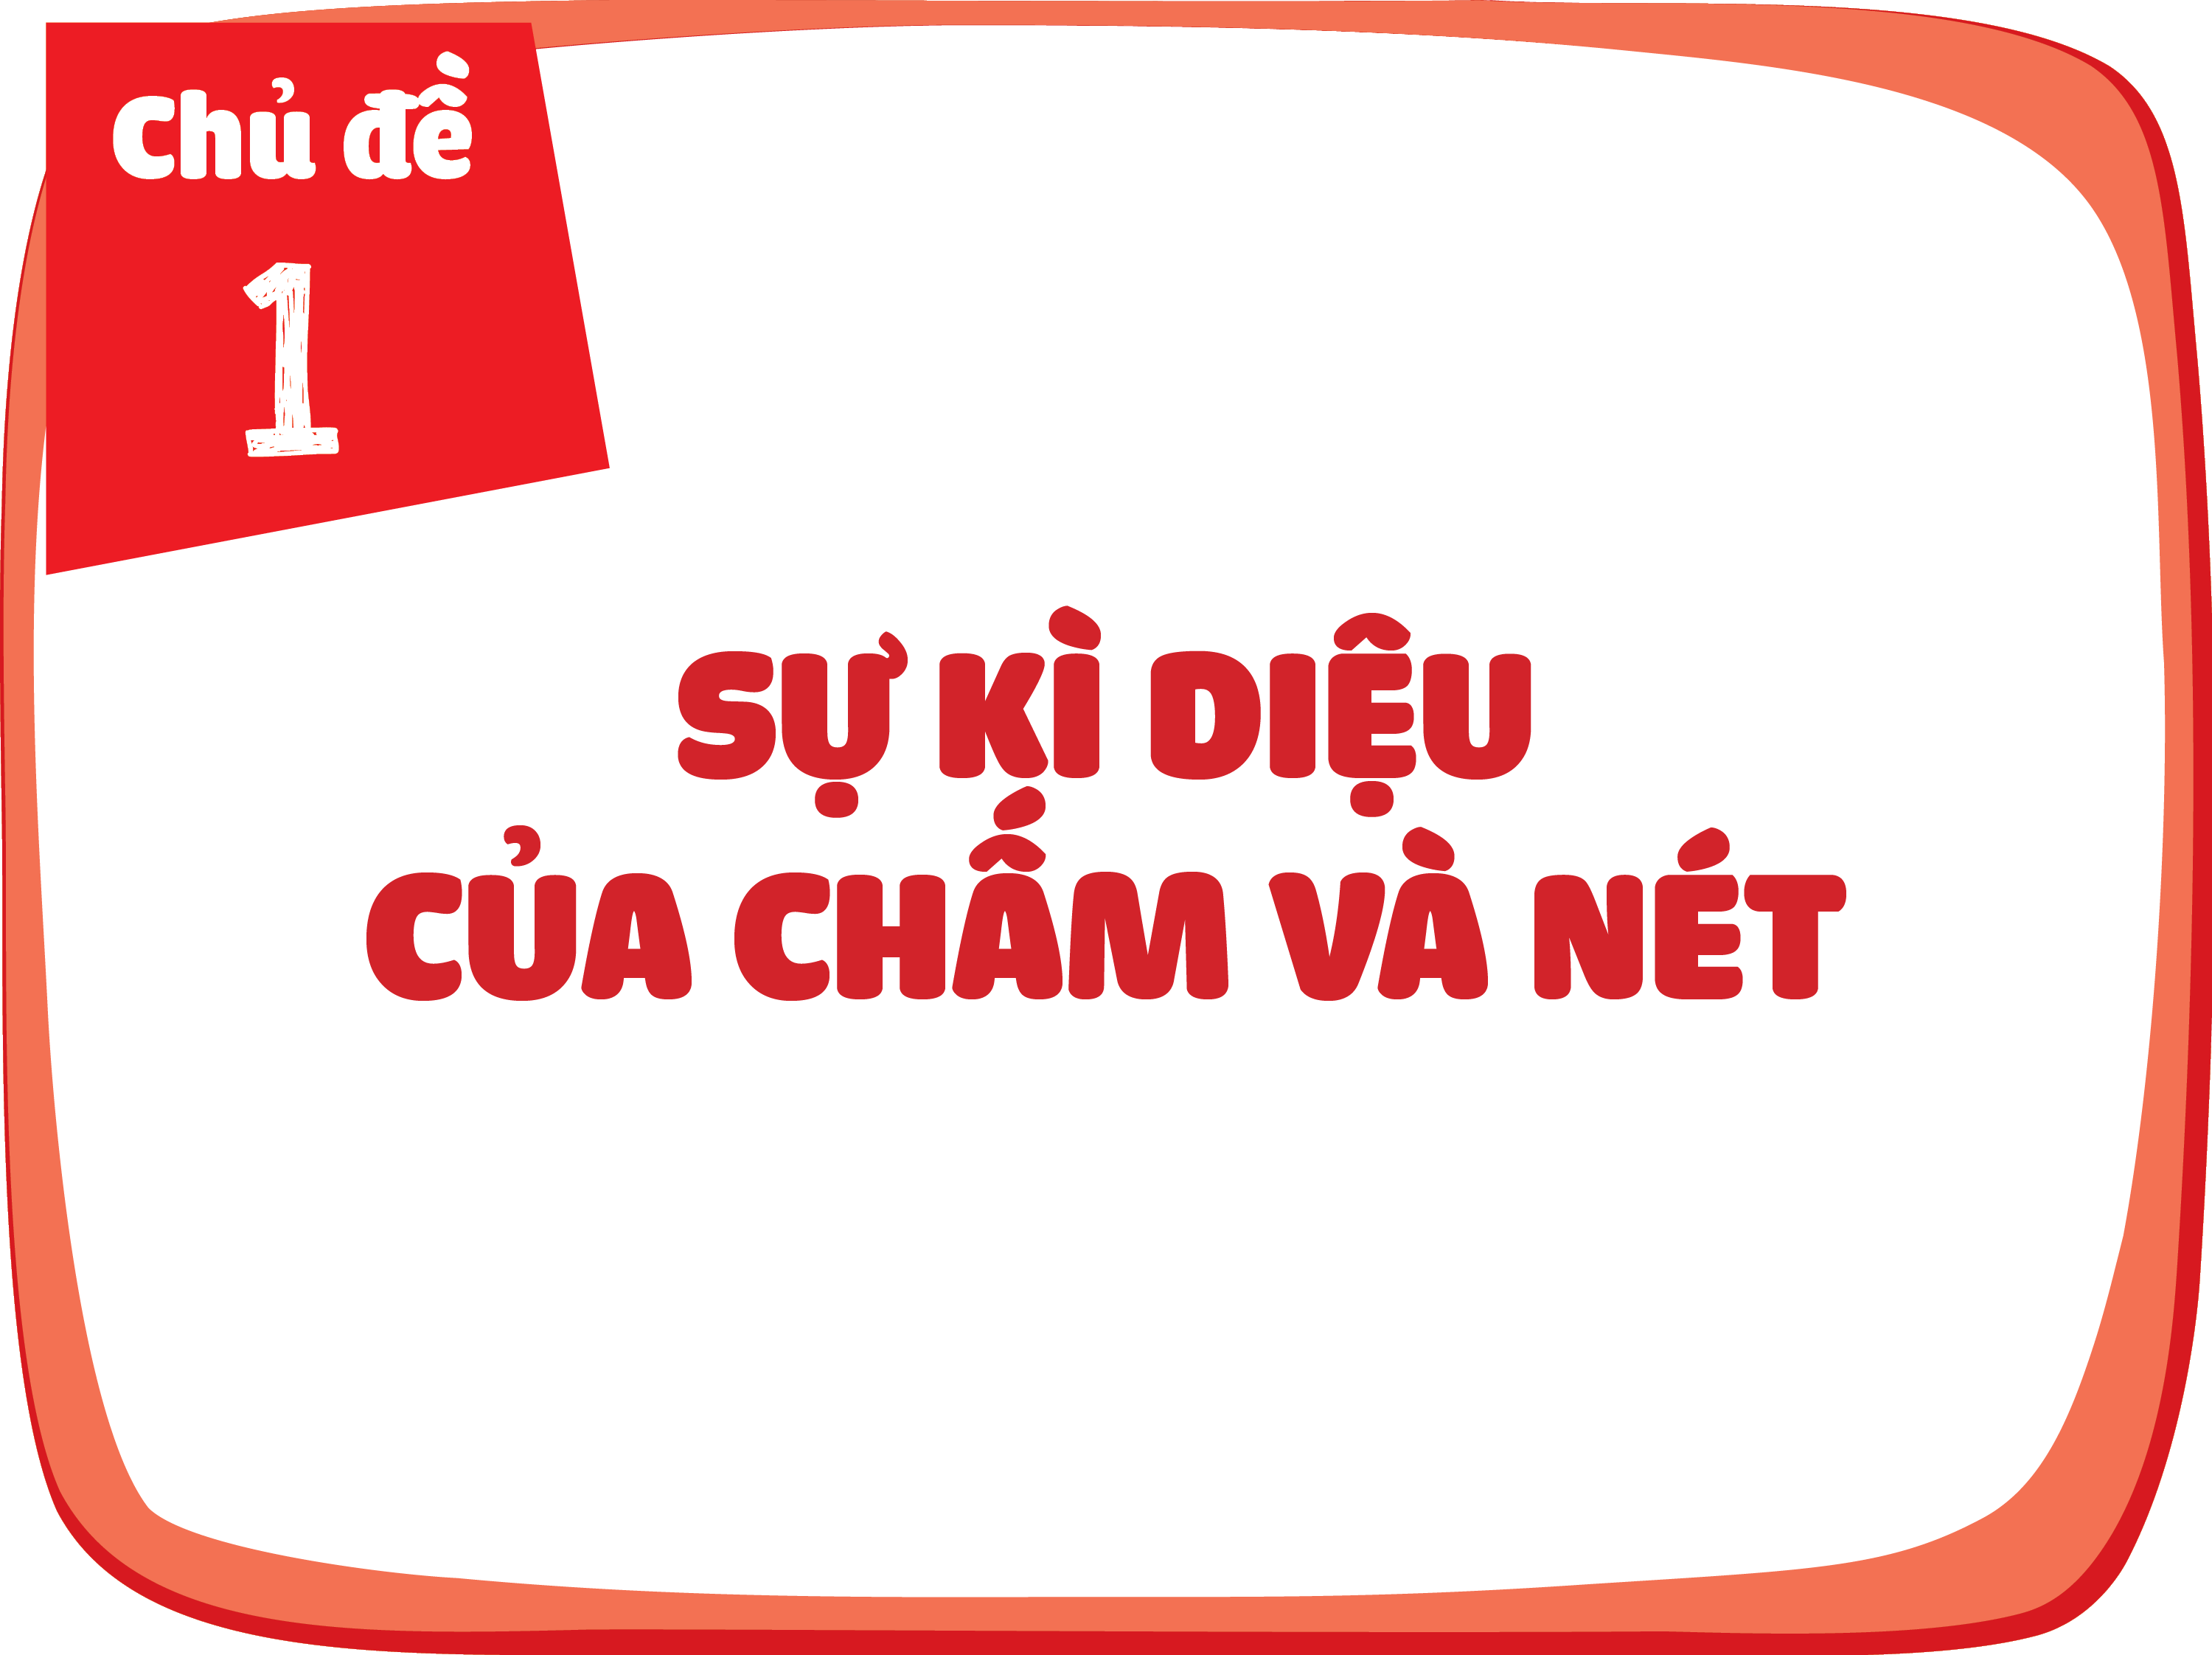 Chủ đề
1
SỰ KÌ DIỆU
CỦA CHẤM VÀ NÉT